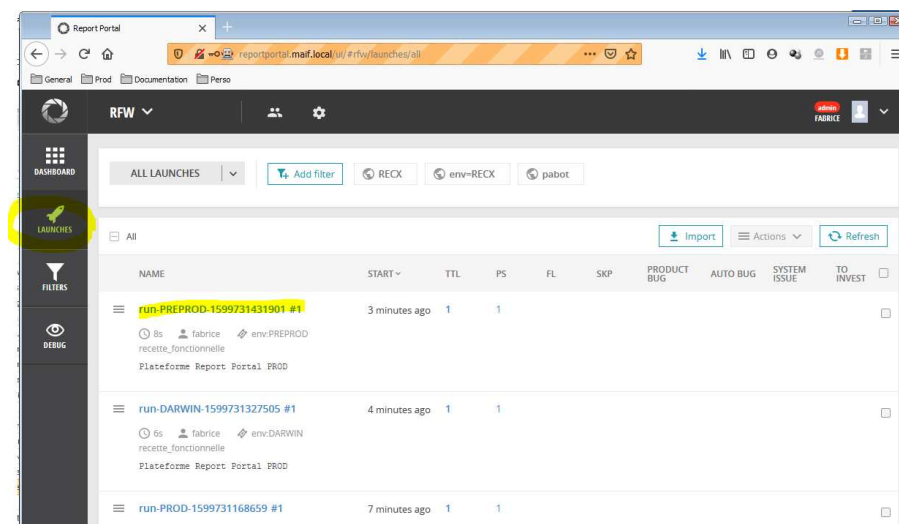 Report Portal
reportportal.maif.local/ui/#rfw/launches/all
General Prod Documentation Perso
RFW
admin
FABRICE
DASHBOARD
LAUNCHES
FILTERS
DEBUG
ALL LAUNCHES Add filter RECX env=RECX pabot
All Import Actions Refresh
NAME START TTL PS FL SKP PRODUCT BUG AUTO BUG SYSTEM ISSUE TO INVEST
run-PREPROD-1599731431901 #1 3 minutes ago 1 1
8s fabrice env:PREPROD
recette_fonctionnelle
Plateforme Report Portal PROD
run-DARWIN-1599731327505 #1 4 minutes ago 1 1
6s fabrice env:DARWIN
recette_fonctionnelle
Plateforme Report Portal PROD
run-PROD-1599731168659 #1 7 minutes ago 1 1